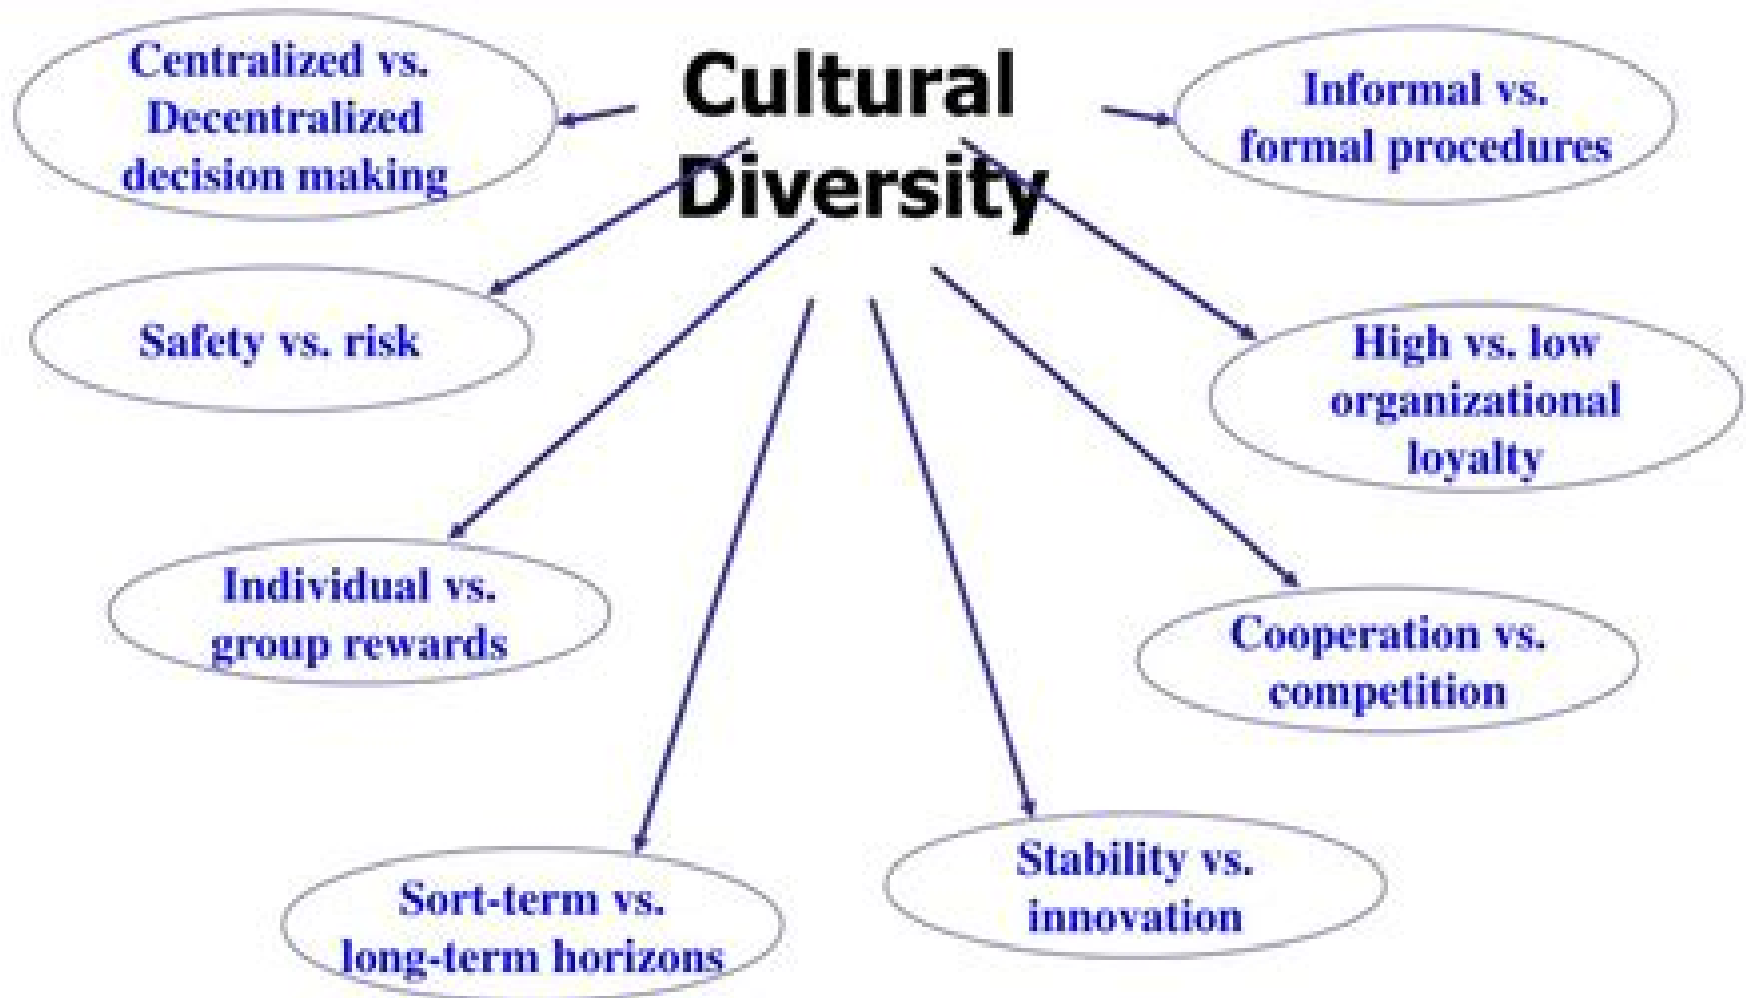 Cultural
Diversity
Centralized vs.
Decentralized
decision making
Safety vs. risk
Individual vs.
group rewards
Sort-term vs.
long-term horizons
Stability vs.
innovation
Cooperation vs.
competition
High vs. low
organizational
loyalty
Informal vs.
formal procedures